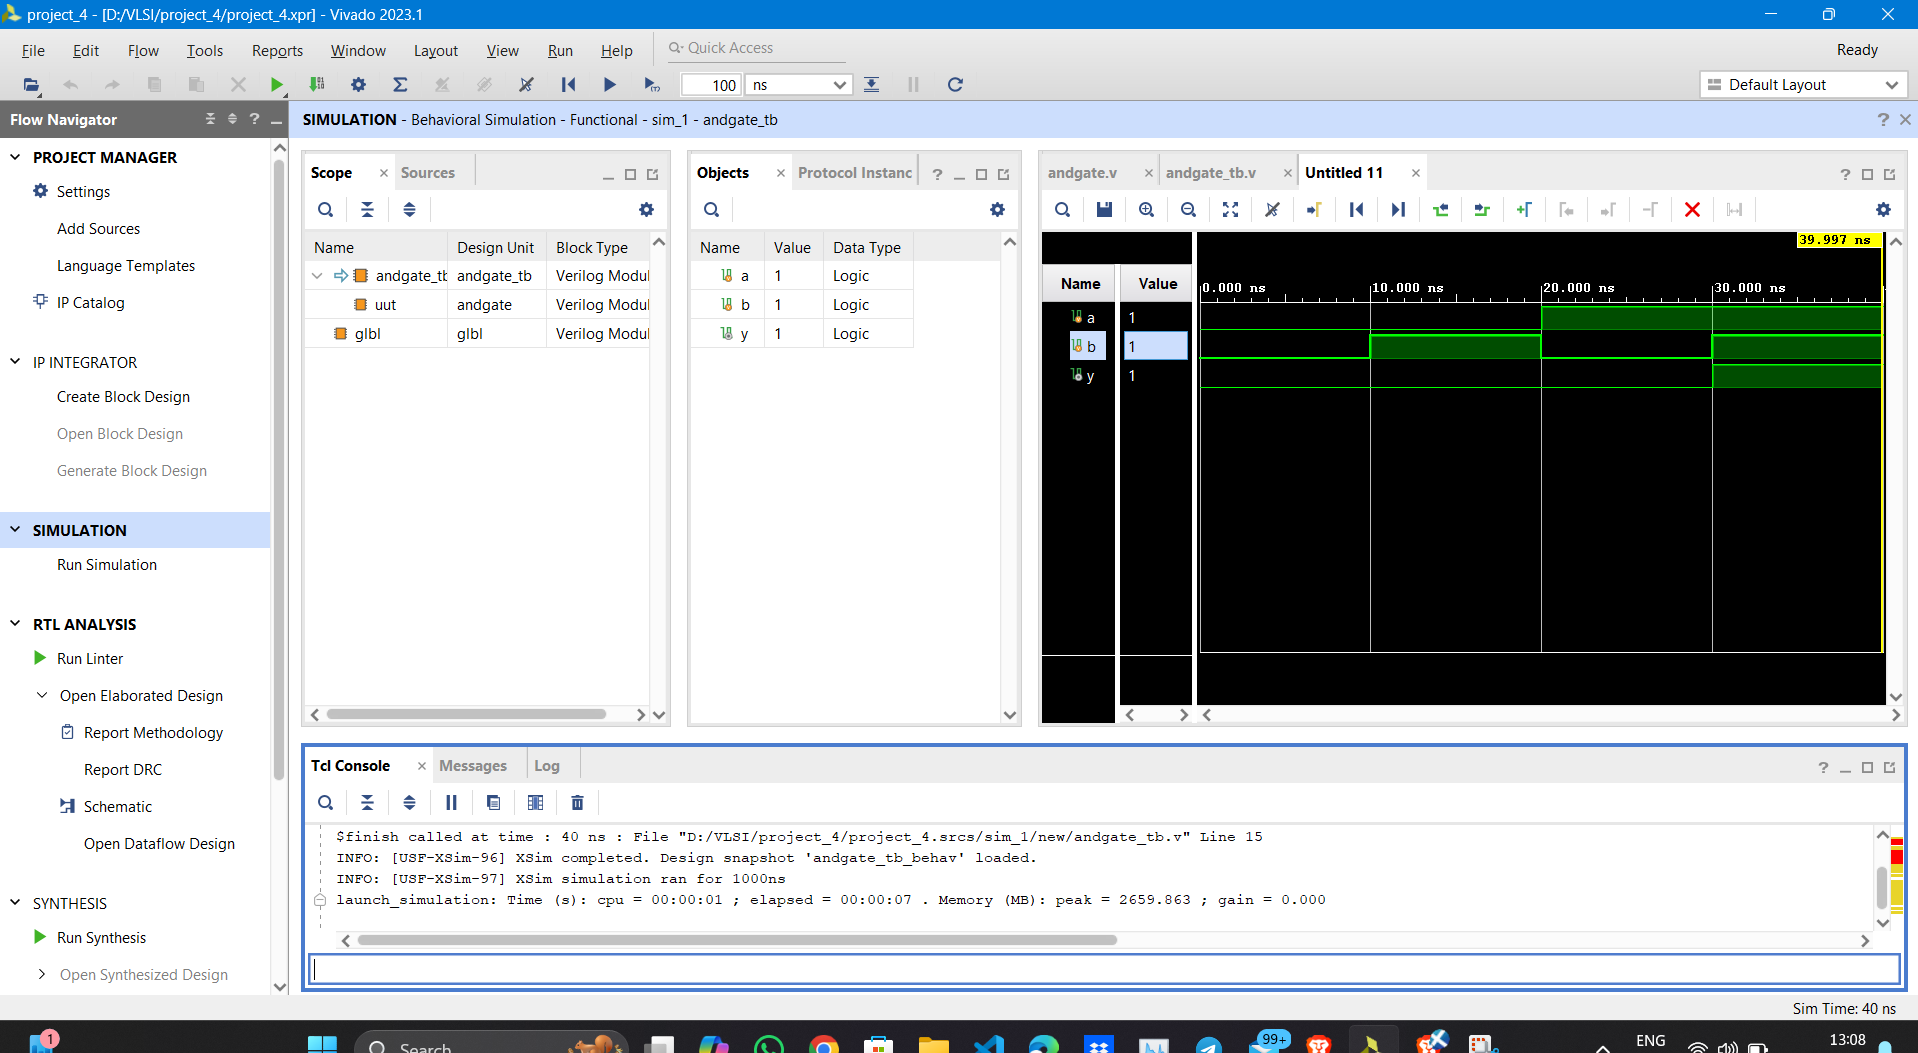 project_4 - [D:/VLSI/project_4/project_4.xpr] - Vivado 2023.1
File Edit Flow Tools Reports Window Layout View Run Help Quick Access
Ready
100 ns
Default Layout
Flow Navigator
PROJECT MANAGER
Settings
Add Sources
Language Templates
IP Catalog
IP INTEGRATOR
Create Block Design
Open Block Design
Generate Block Design
SIMULATION
Run Simulation
RTL ANALYSIS
Run Linter
Open Elaborated Design
Report Methodology
Report DRC
Schematic
Open Dataflow Design
SYNTHESIS
Run Synthesis
Open Synthesized Design
SIMULATION - Behavioral Simulation - Functional - sim_1 - andgate_tb
Scope Sources
Name Design Unit Block Type
andgate_tb andgate_tb Verilog Modul
uut andgate Verilog Modul
glbl glbl Verilog Modul
Objects Protocol Instanc
Name Value Data Type
a 1 Logic
b 1 Logic
y 1 Logic
andgate.v andgate_tb.v Untitled 11
39.997 ns
Name Value
0.000 ns 10.000 ns 20.000 ns 30.000 ns
a 1
b 1
y 1
Tcl Console Messages Log
$finish called at time : 40 ns : File "D:/VLSI/project_4/project_4.srcs/sim_1/new/andgate_tb.v" Line 15
INFO: [USF-XSim-96] XSim completed. Design snapshot 'andgate_tb_behav' loaded.
INFO: [USF-XSim-97] XSim simulation ran for 1000ns
launch_simulation: Time (s): cpu = 00:00:01 ; elapsed = 00:00:07 . Memory (MB): peak = 2659.863 ; gain = 0.000
Sim Time: 40 ns
1
Search
99+
ENG
13:08